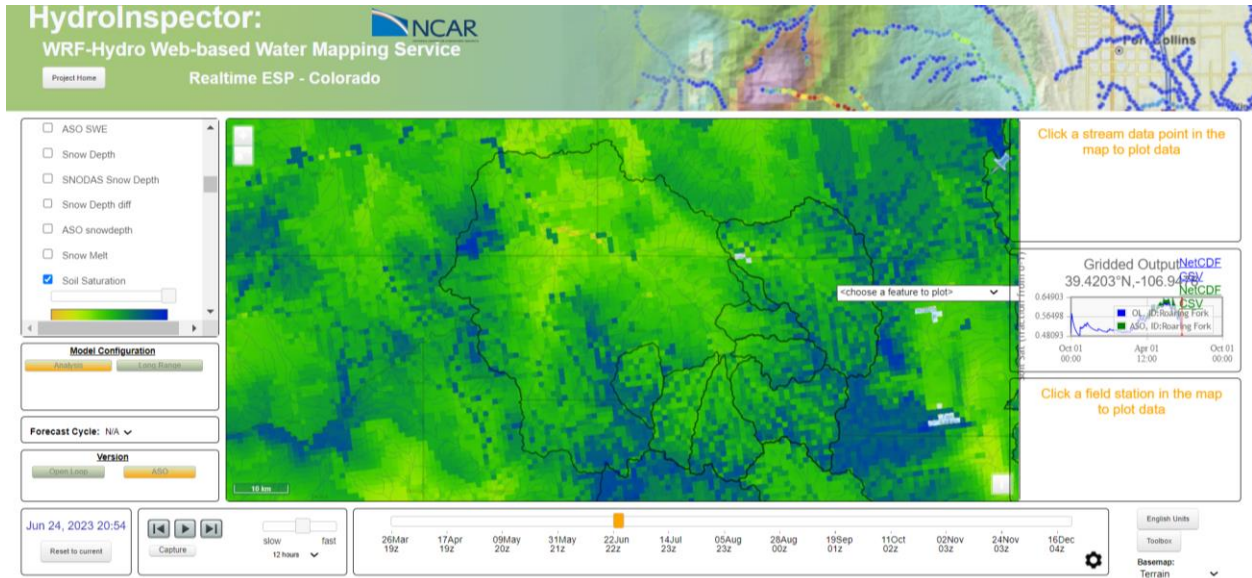 HydroInspector:
NCAR
WRF-Hydro Web-based Water Mapping Service
Project Home
Realtime ESP - Colorado
Fort Collins
ASO SWE
Snow Depth
SNODAS Snow Depth
Snow Depth diff
ASO snowdepth
Snow Melt
Soil Saturation
Model Configuration
Analysis
Long Range
Forecast Cycle: N/A
Version
Open Loop
ASO
10 km
<choose a feature to plot>
Click a stream data point in the
map to plot data
Gridded Output
NetCDF
CSV
39.4203°N,-106.9476
NetCDF
CSV
0.64903
0.56498
0.48093
OL, ID:Roaring Fork
ASO, ID:Roaring Fork
Oct 01
00:00
Apr 01
12:00
Oct 01
00:00
Click a field station in the map
to plot data
Jun 24, 2023 20:54
Reset to current
Capture
slow
fast
12 hours
26Mar
19z
17Apr
19z
09May
20z
31May
21z
22Jun
22z
14Jul
23z
05Aug
23z
28Aug
00z
19Sep
01z
11Oct
02z
02Nov
03z
24Nov
03z
16Dec
04z
English Units
Toolbox
Basemap:
Terrain